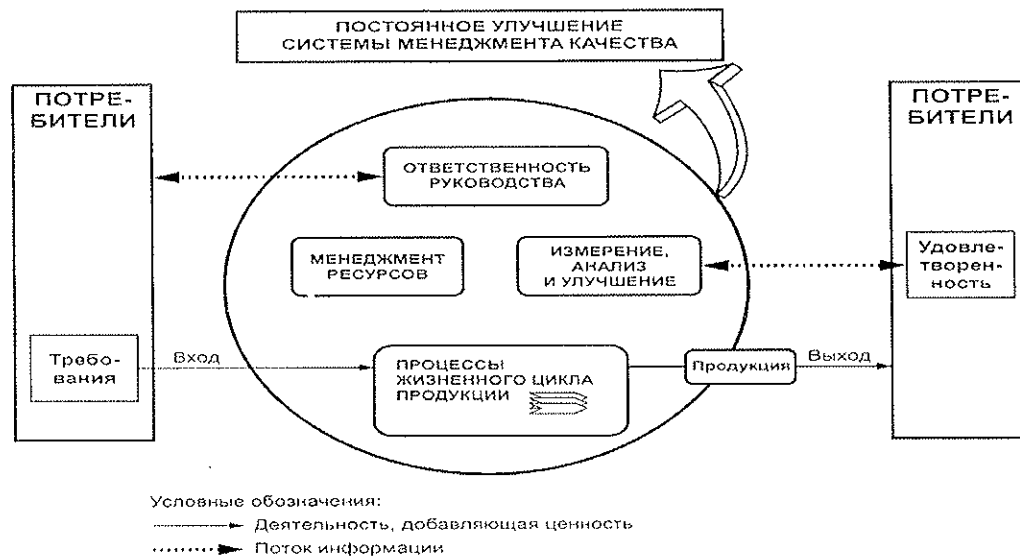 ПОСТОЯННОЕ УЛУЧШЕНИЕ
СИСТЕМЫ МЕНЕДЖМЕНТА КАЧЕСТВА
ПОТРЕ-
БИТЕЛИ
ПОТРЕ-
БИТЕЛИ
ОТВЕТСТВЕННОСТЬ
РУКОВОДСТВА
МЕНЕДЖМЕНТ
РЕСУРСОВ
ИЗМЕРЕНИЕ,
АНАЛИЗ
И УЛУЧШЕНИЕ
Удовле-
творен-
ность
Требо-
вания
Вход
ПРОЦЕССЫ
ЖИЗНЕННОГО ЦИКЛА
ПРОДУКЦИИ
Продукция
Выход
Условные обозначения:
Деятельность, добавляющая ценность
Поток информации